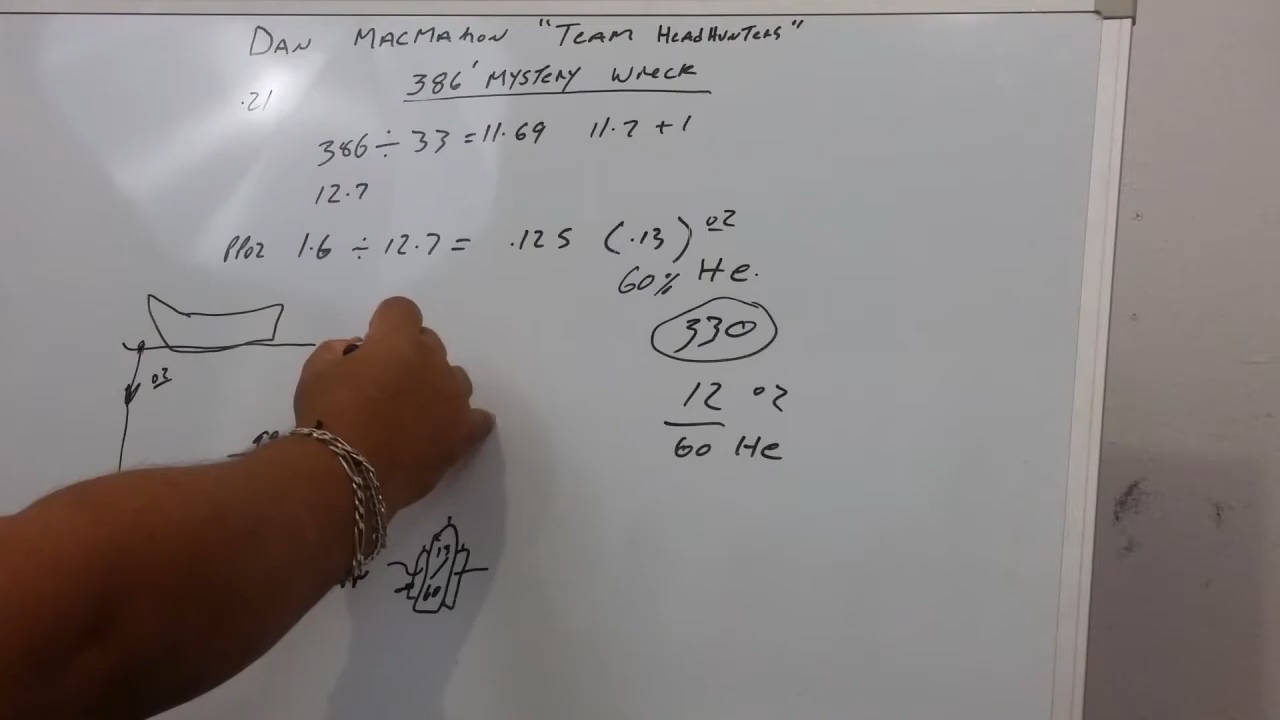 DAN MACMAHON "TEAM HEADHUNTERS"
386' MYSTERY WRECK
.21
386 ÷ 33 = 11.69 11.7 + 1
12.7
PPO2 1.6 ÷ 12.7 = .125 (.13) O2
60% He.
330
O2
12 O2
60 He
13
60